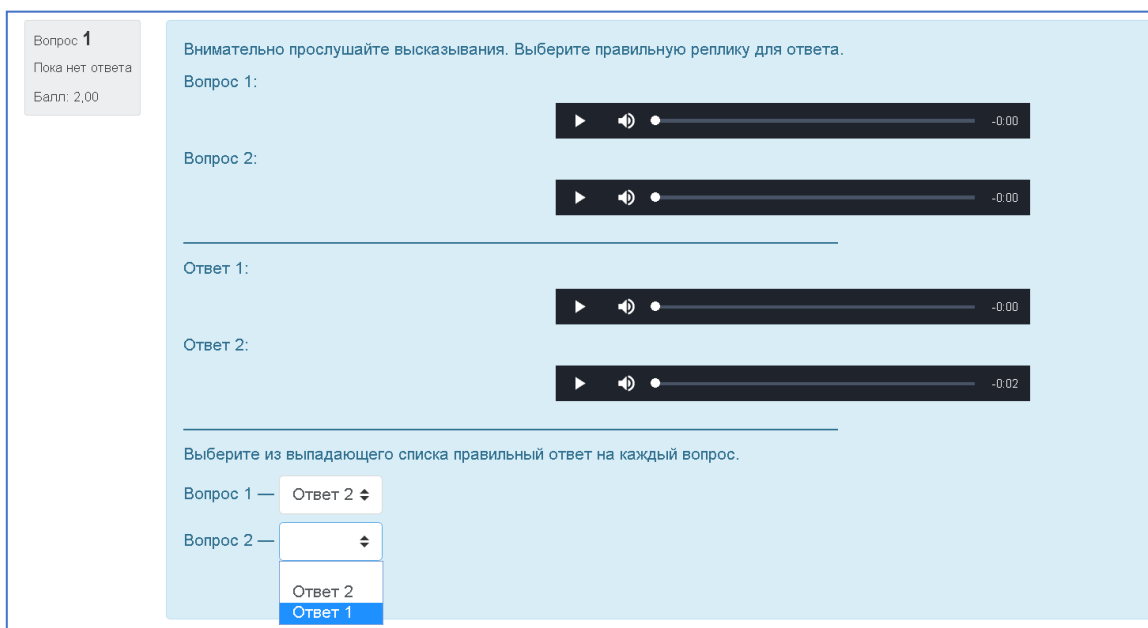 Вопрос 1
Пока нет ответа
Балл: 2,00
Внимательно прослушайте высказывания. Выберите правильную реплику для ответа.
Вопрос 1:
-0:00
Вопрос 2:
-0:00
Ответ 1:
-0:00
Ответ 2:
-0:02
Выберите из выпадающего списка правильный ответ на каждый вопрос.
Вопрос 1 — Ответ 2
Вопрос 2 —
Ответ 2
Ответ 1